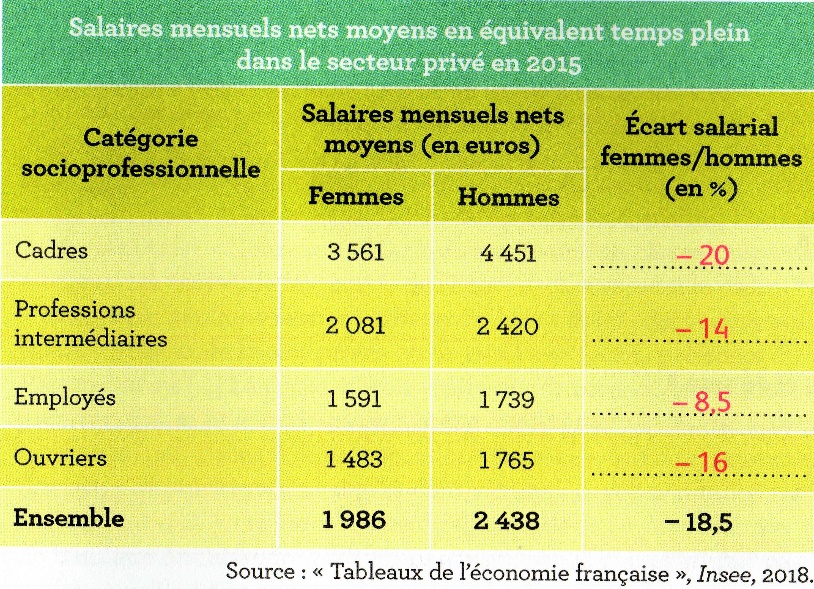 Salaires mensuels nets moyens en équivalent temps plein
dans le secteur privé en 2015
Catégorie
socioprofessionnelle
Salaires mensuels nets
moyens (en euros)
Écart salarial
femmes/hommes
(en %)
Femmes
Hommes
Cadres 3 561 4 451 – 20
Professions
intermédiaires 2 081 2 420 – 14
Employés 1 591 1 739 – 8,5
Ouvriers 1 483 1 765 – 16
Ensemble 1 986 2 438 – 18,5
Source : « Tableaux de l'économie française », Insee, 2018.